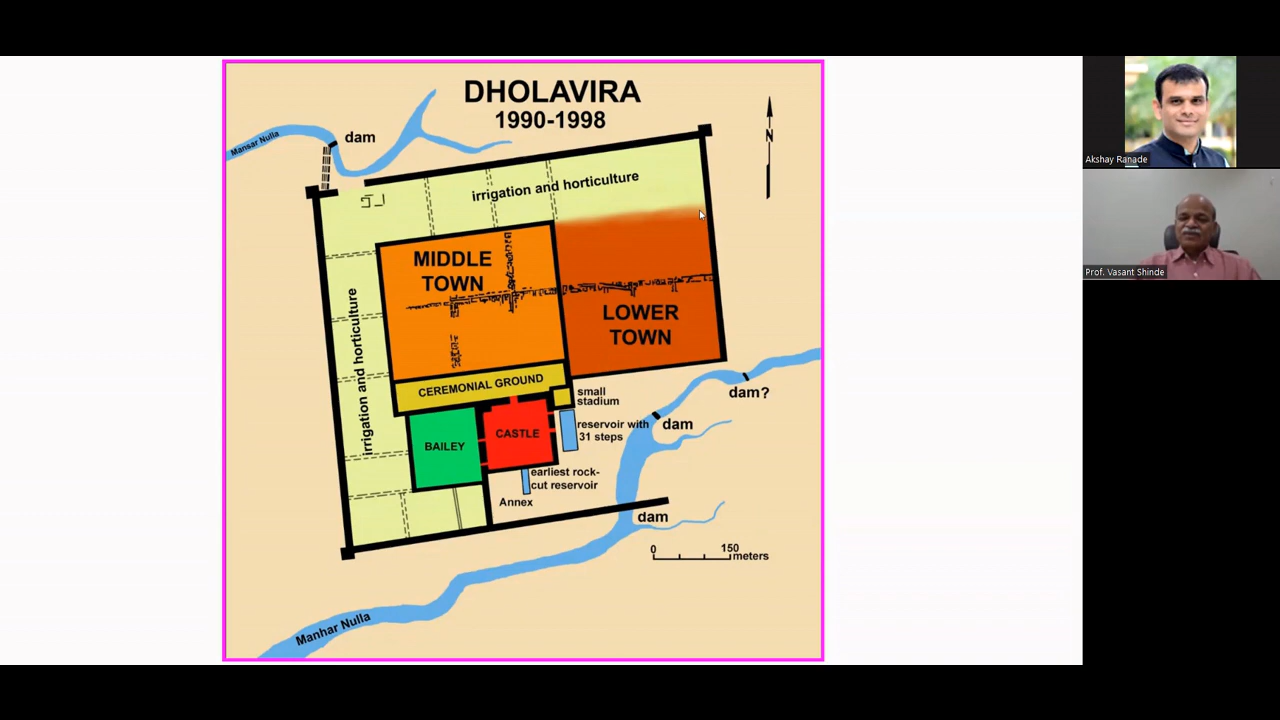 DHOLAVIRA
1990-1998
N
Mansar Nulla
dam
irrigation and horticulture
MIDDLE
TOWN
LOWER
TOWN
irrigation and horticulture
CEREMONIAL GROUND
small
stadium
BAILEY
CASTLE
reservoir with
31 steps
dam
dam?
earliest rock-
cut reservoir
Annex
dam
0 150
meters
Manhar Nulla
Akshay Ranade
Prof. Vasant Shinde